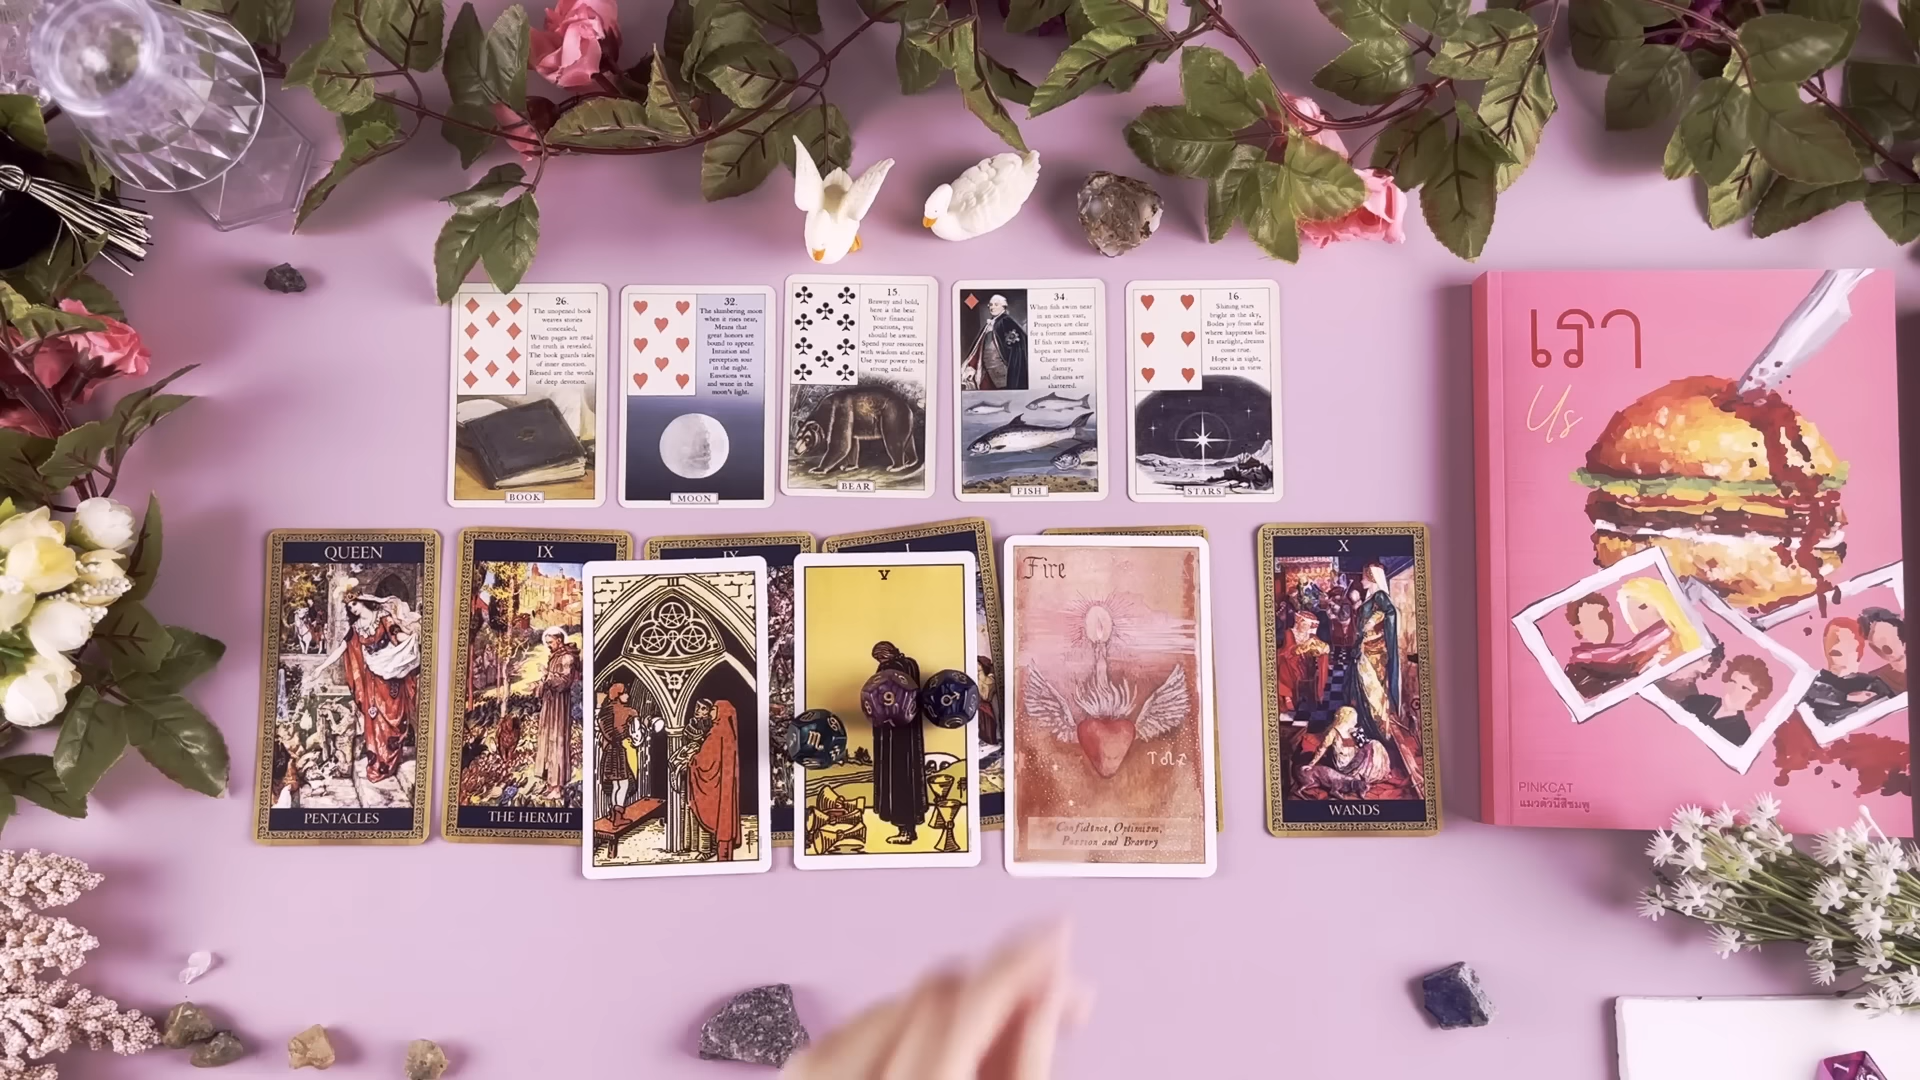 26.
The unopened book
weaves stories
concealed,
When pages are read
the truth is revealed.
The book guards tales
of inner emotion.
Blessed are the words
of deep devotion.
BOOK
32.
The slumbering moon
when it rises new,
Means that
great honors are
bound to appear.
Intuition and
perception soar
in the night.
Emotions wax
and wane in the
moon's light.
MOON
15.
Brawny and bold,
here is the bear.
Your financial
positions, you
should be aware.
Spend your resources
with wisdom and care.
Use your power to be
strong and fair.
BEAR
34.
When fish swim near
in an ocean vast,
Prospects are clear
for a fortune amassed.
If fish swim away,
hopes are battered.
Cheer turns to
dismay,
and dreams are
shattered.
FISH
16.
Shining stars
bright in the sky,
Bodes joy from afar
where happiness lies.
In starlight, dreams
come true.
Hope is in sight,
success is in view.
STARS
QUEEN
PENTACLES
IX
THE HERMIT
IX
I
V
9
Fire
Confidence, Optimism,
Passion and Bravery
X
WANDS
เรา
Us
PINKCAT
แมวตัวนี้สีชมพู